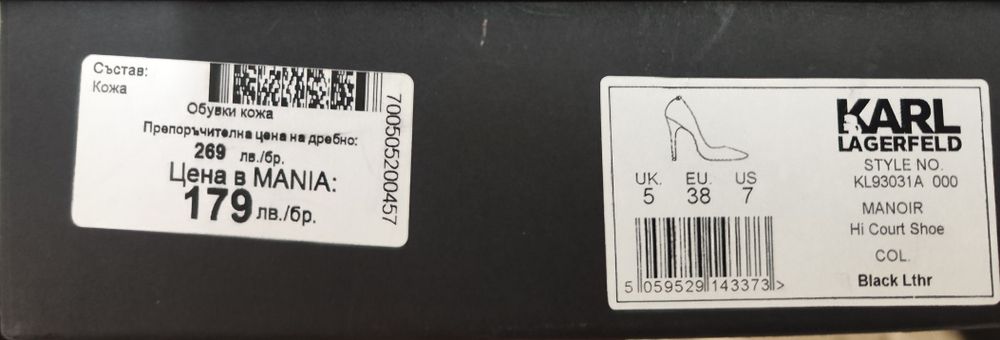 Състав:
Кожа
Обувки кожа
Препоръчителна цена на дребно:
269 лв./бр.
Цена в MANIA:
179 лв./бр.
700505200457
KARL
LAGERFELD
STYLE NO.
KL93031A 000
MANOIR
Hi Court Shoe
COL.
Black Lthr
UK. EU. US
5 38 7
5 059529 143373 >